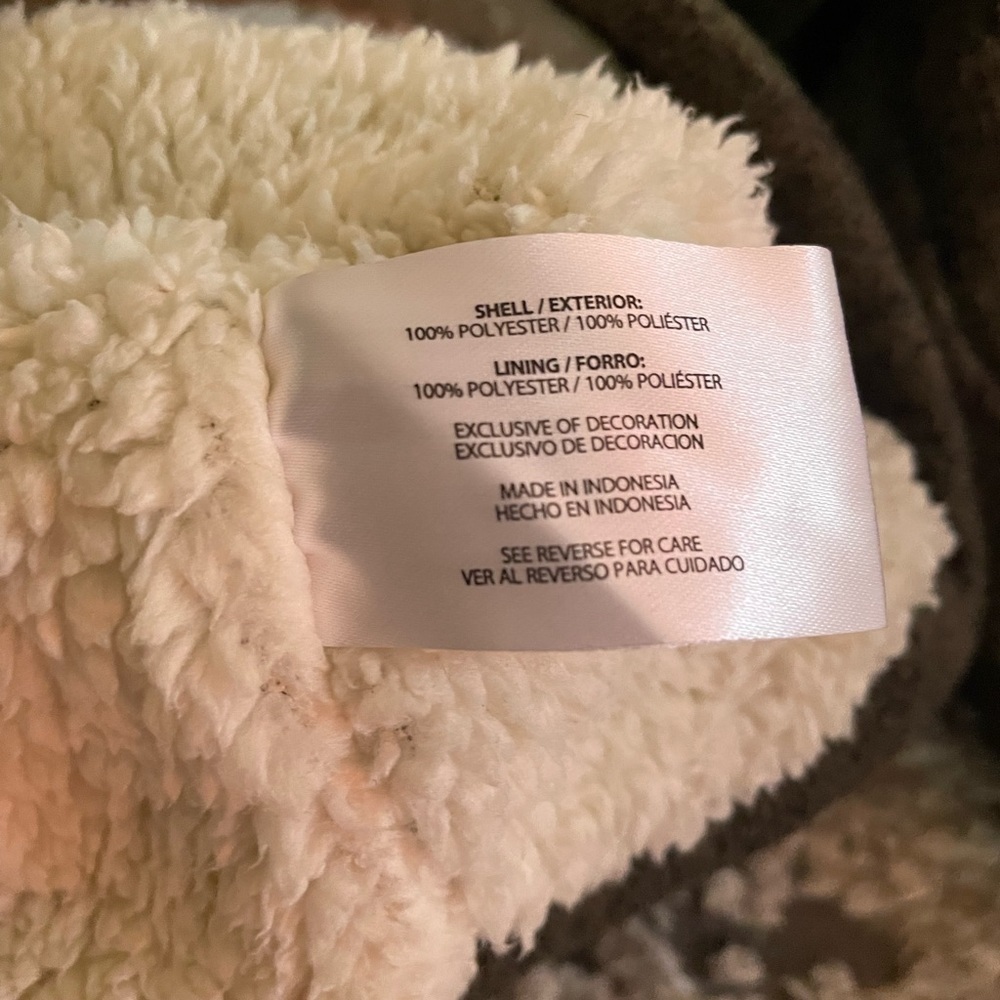 SHELL / EXTERIOR:
100% POLYESTER / 100% POLIÉSTER
LINING / FORRO:
100% POLYESTER / 100% POLIÉSTER
EXCLUSIVE OF DECORATION
EXCLUSIVO DE DECORACION
MADE IN INDONESIA
HECHO EN INDONESIA
SEE REVERSE FOR CARE
VER AL REVERSO PARA CUIDADO